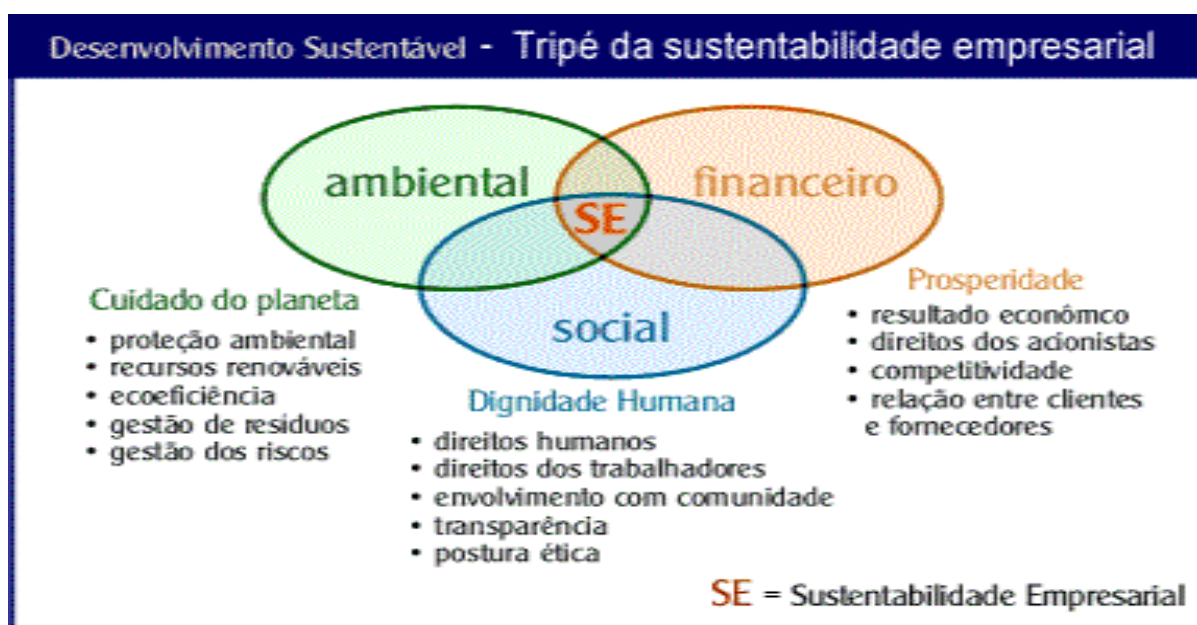 Desenvolvimento Sustentável - Tripé da sustentabilidade empresarial
ambiental
financeiro
SE
social
Cuidado do planeta
• proteção ambiental
• recursos renováveis
• ecoeficiência
• gestão de resíduos
• gestão dos riscos
Dignidade Humana
• direitos humanos
• direitos dos trabalhadores
• envolvimento com comunidade
• transparência
• postura ética
Prosperidade
• resultado econômco
• direitos dos acionistas
• competitividade
• relação entre clientes
e fornecedores
SE = Sustentabilidade Empresarial